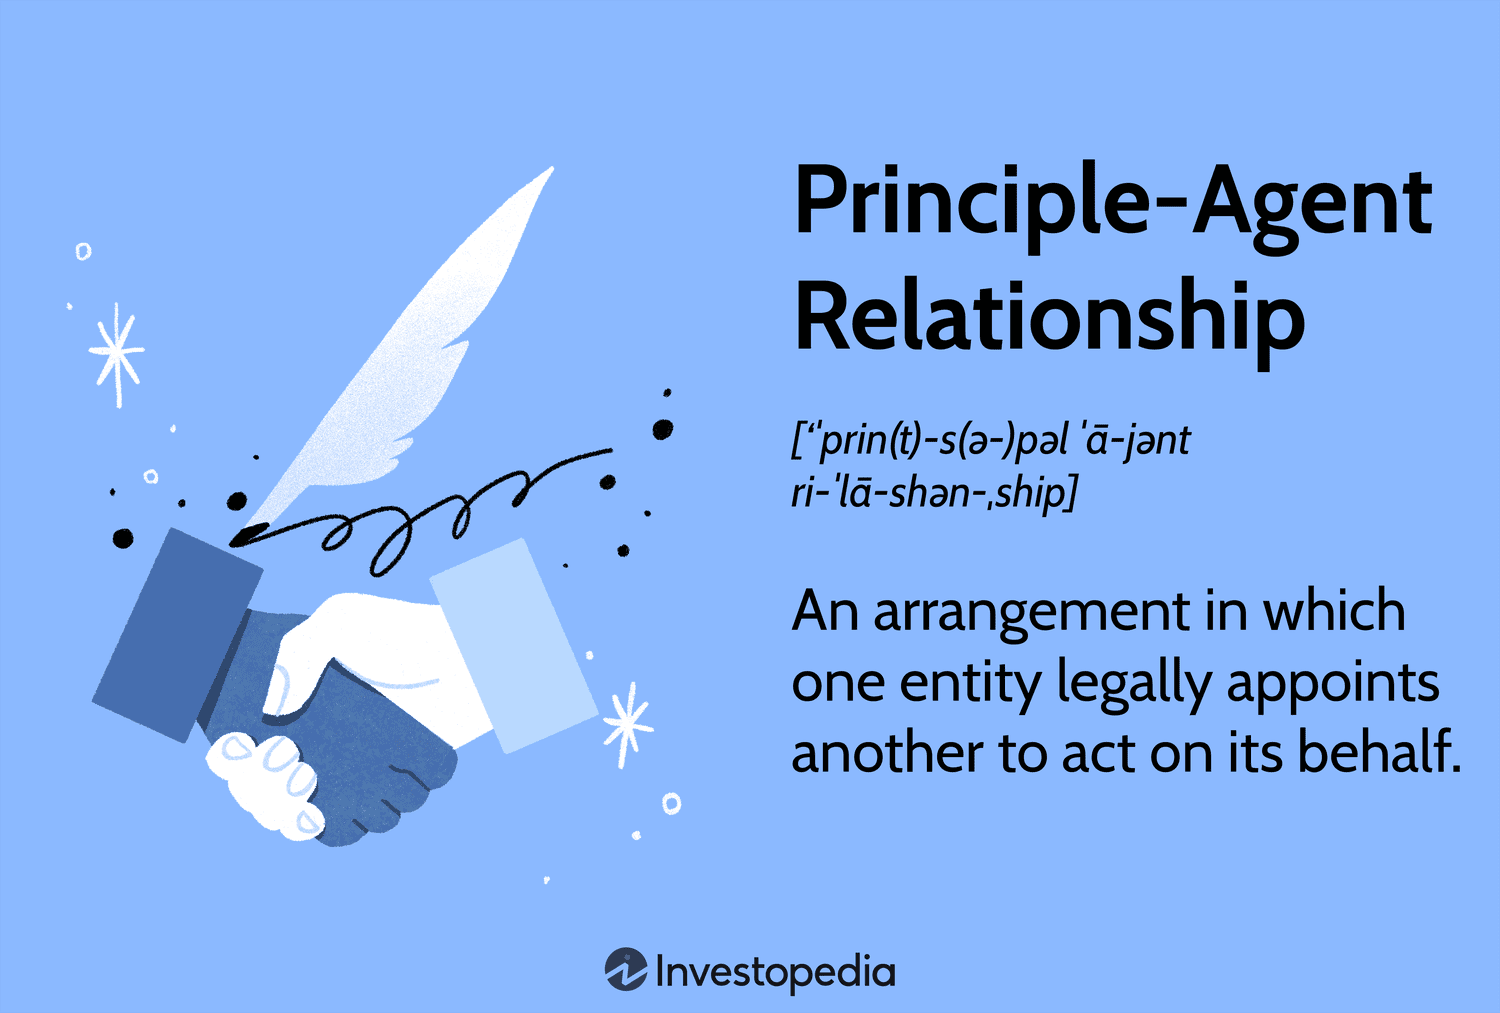 Principle-Agent
Relationship
[ʻˈprin(t)-s(ə-)pəl ˈā-jənt
ri-ˈlā-shən-ˌship]
An arrangement in which
one entity legally appoints
another to act on its behalf.
Investopedia